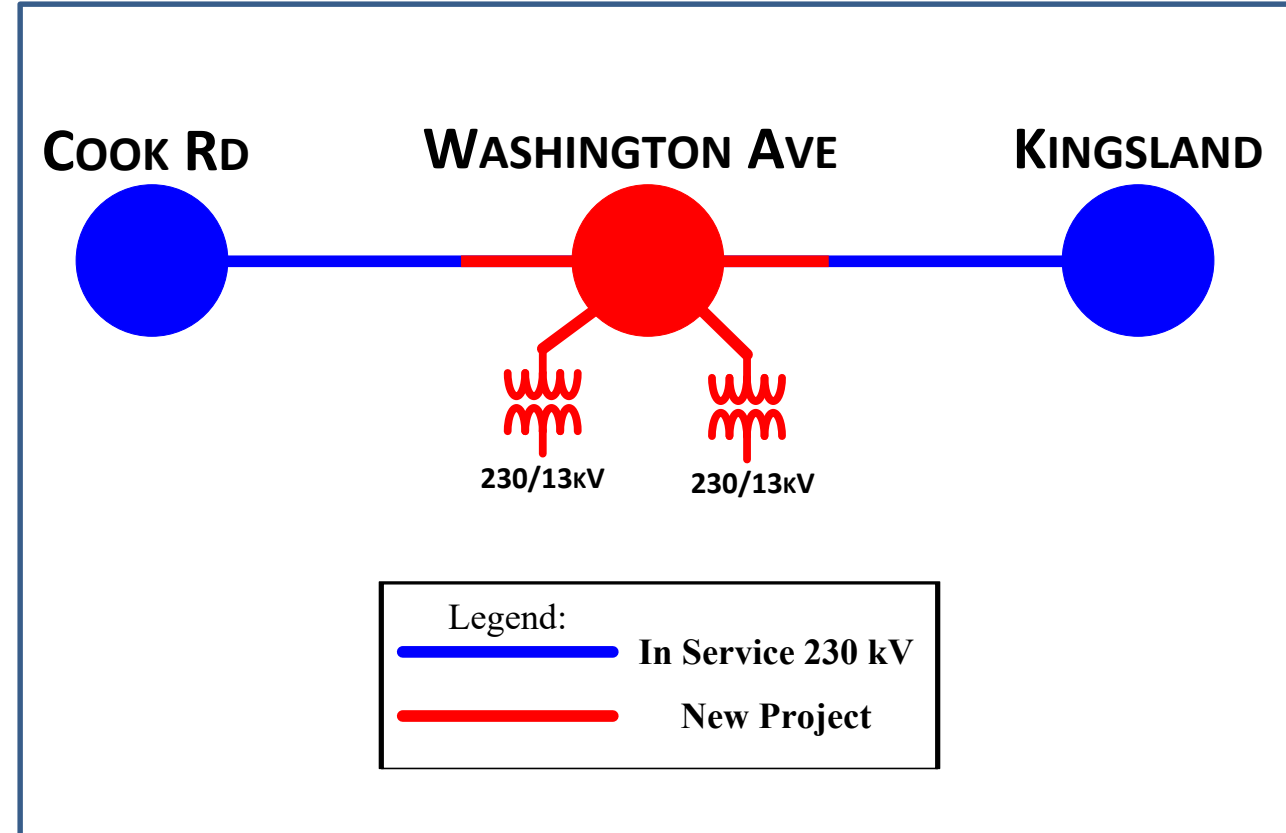 COOK RD
WASHINGTON AVE
KINGSLAND
230/13KV
230/13KV
Legend:
In Service 230 kV
New Project